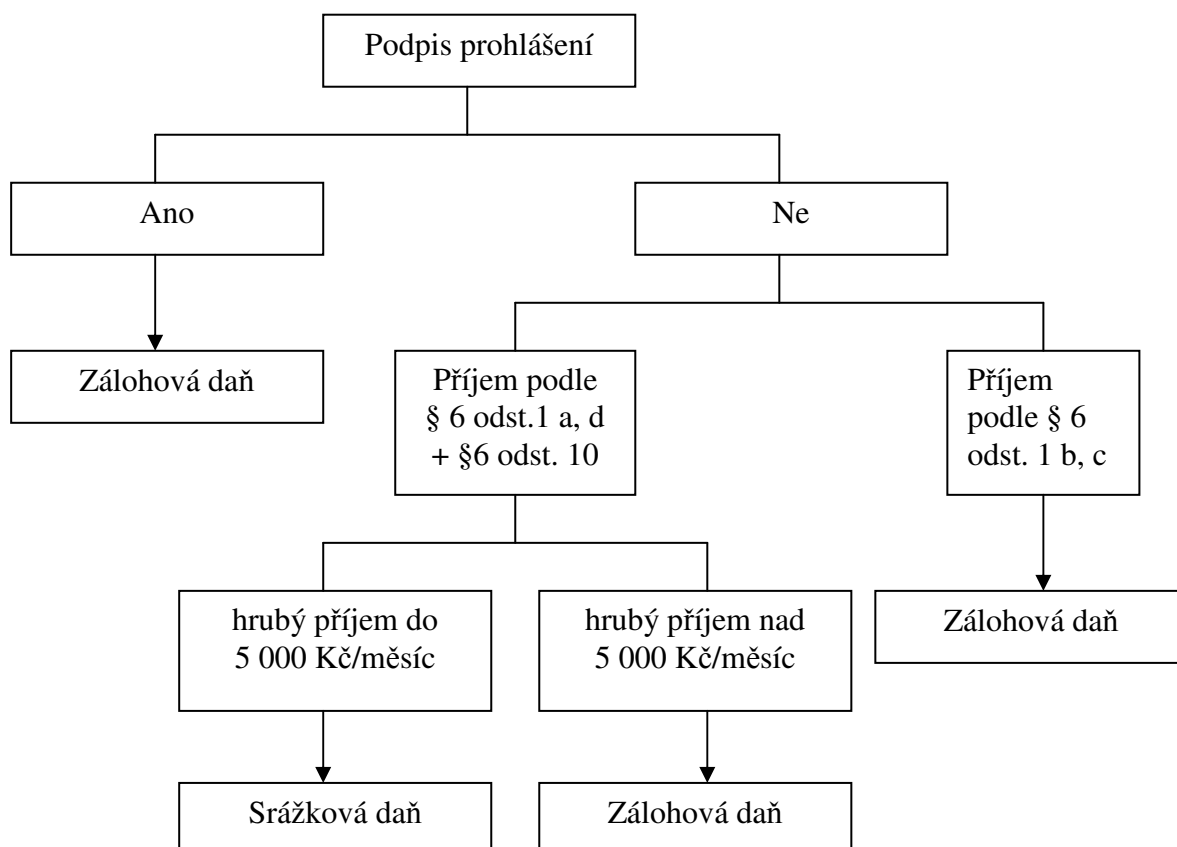 Podpis prohlášení
Ano
Ne
Zálohová daň
Příjem podle
§ 6 odst.1 a, d
+ §6 odst. 10
Příjem
podle § 6
odst. 1 b, c
hrubý příjem do
5 000 Kč/měsíc
hrubý příjem nad
5 000 Kč/měsíc
Zálohová daň
Srážková daň
Zálohová daň